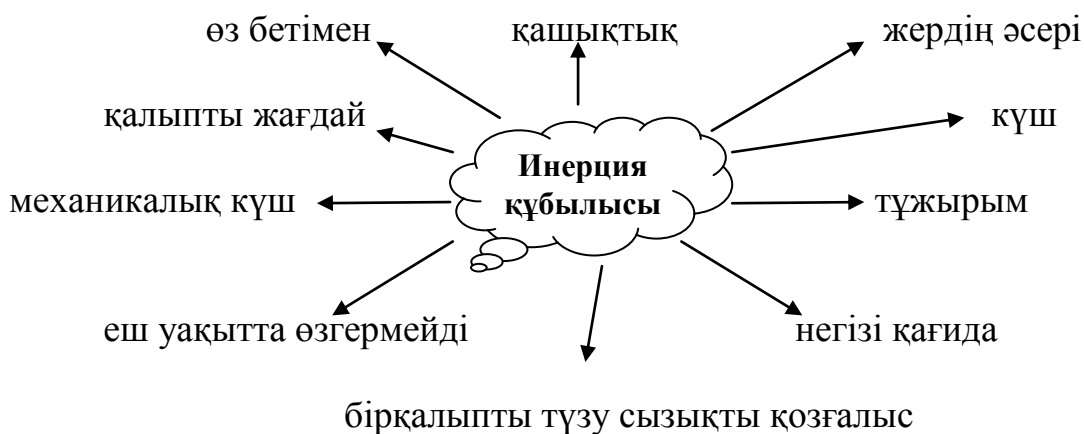 өз бетімен
қашықтық
жердің әсері
қалыпты жағдай
күш
Инерция
құбылысы
механикалық күш
тұжырым
еш уақытта өзгермейді
негізі қағида
бірқалыпты түзу сызықты қозғалыс